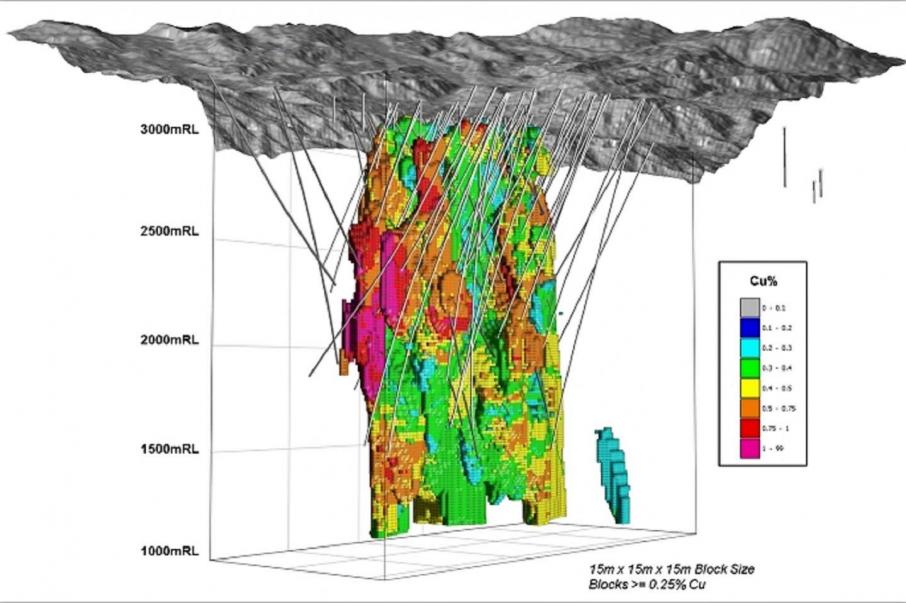 3000mRL
2500mRL
2000mRL
1500mRL
1000mRL
Cu%
0 - 0.1
0.1 - 0.2
0.2 - 0.3
0.3 - 0.4
0.4 - 0.5
0.5 - 0.75
0.75 - 1
1 - 99
15m x 15m x 15m Block Size
Blocks >= 0.25% Cu